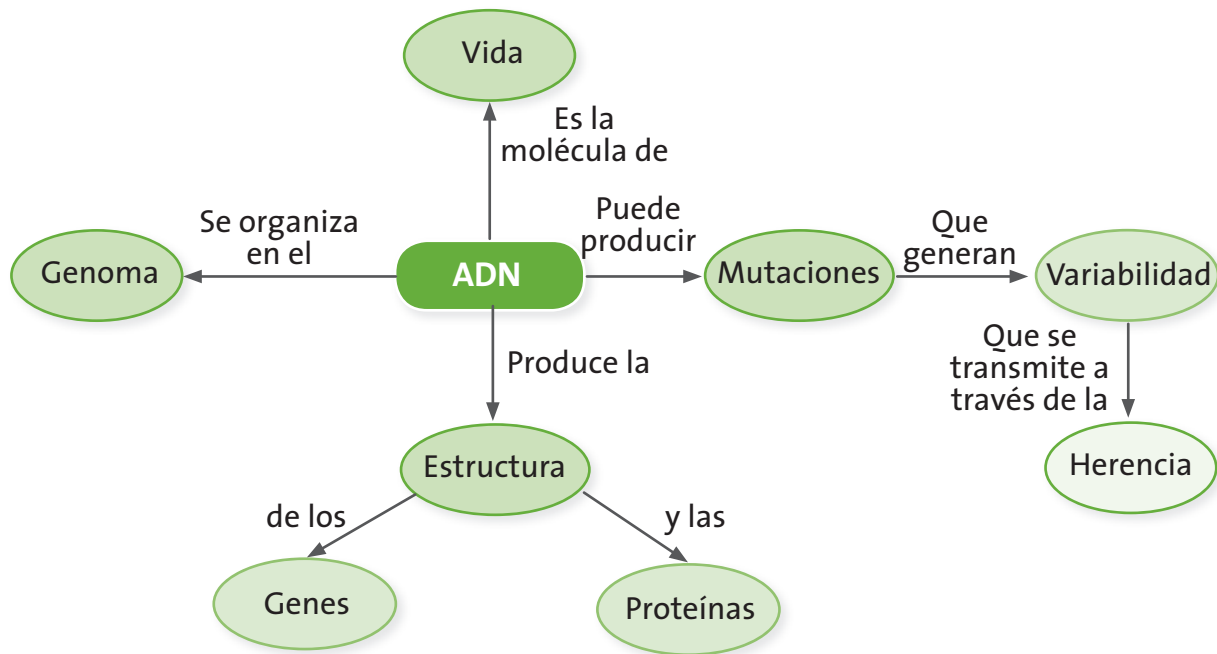 Vida
Es la
molécula de
Se organiza
en el
Puede
producir
Que
generan
Genoma
ADN
Mutaciones
Variabilidad
Produce la
Que se
transmite a
través de la
Estructura
Herencia
de los
y las
Genes
Proteínas